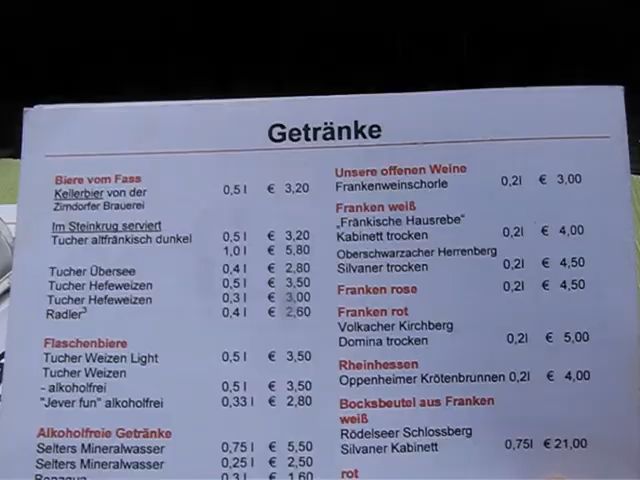 Getränke
Biere vom Fass
Kellerbier von der 0,5 l € 3,20
Zirndorfer Brauerei
Im Steinkrug serviert
Tucher altfränkisch dunkel 0,5 l € 3,20
1,0 l € 5,80
Tucher Übersee 0,4 l € 2,80
Tucher Hefeweizen 0,5 l € 3,50
Tucher Hefeweizen 0,3 l € 3,00
Radler³ 0,4 l € 2,60
Flaschenbiere
Tucher Weizen Light 0,5 l € 3,50
Tucher Weizen
- alkoholfrei 0,5 l € 3,50
"Jever fun" alkoholfrei 0,33 l € 2,80
Alkoholfreie Getränke
Selters Mineralwasser 0,75 l € 5,50
Selters Mineralwasser 0,25 l € 2,50
0,3 l € 1,60
Unsere offenen Weine
Frankenweinschorle 0,2l € 3,00
Franken weiß
„Fränkische Hausrebe“
Kabinett trocken 0,2l € 4,00
Oberschwarzacher Herrenberg
Silvaner trocken 0,2l € 4,50
Franken rose 0,2l € 4,50
Franken rot
Volkacher Kirchberg
Domina trocken 0,2l € 5,00
Rheinhessen
Oppenheimer Krötenbrunnen 0,2l € 4,00
Bocksbeutel aus Franken
weiß
Rödelseer Schlossberg
Silvaner Kabinett 0,75l € 21,00
rot